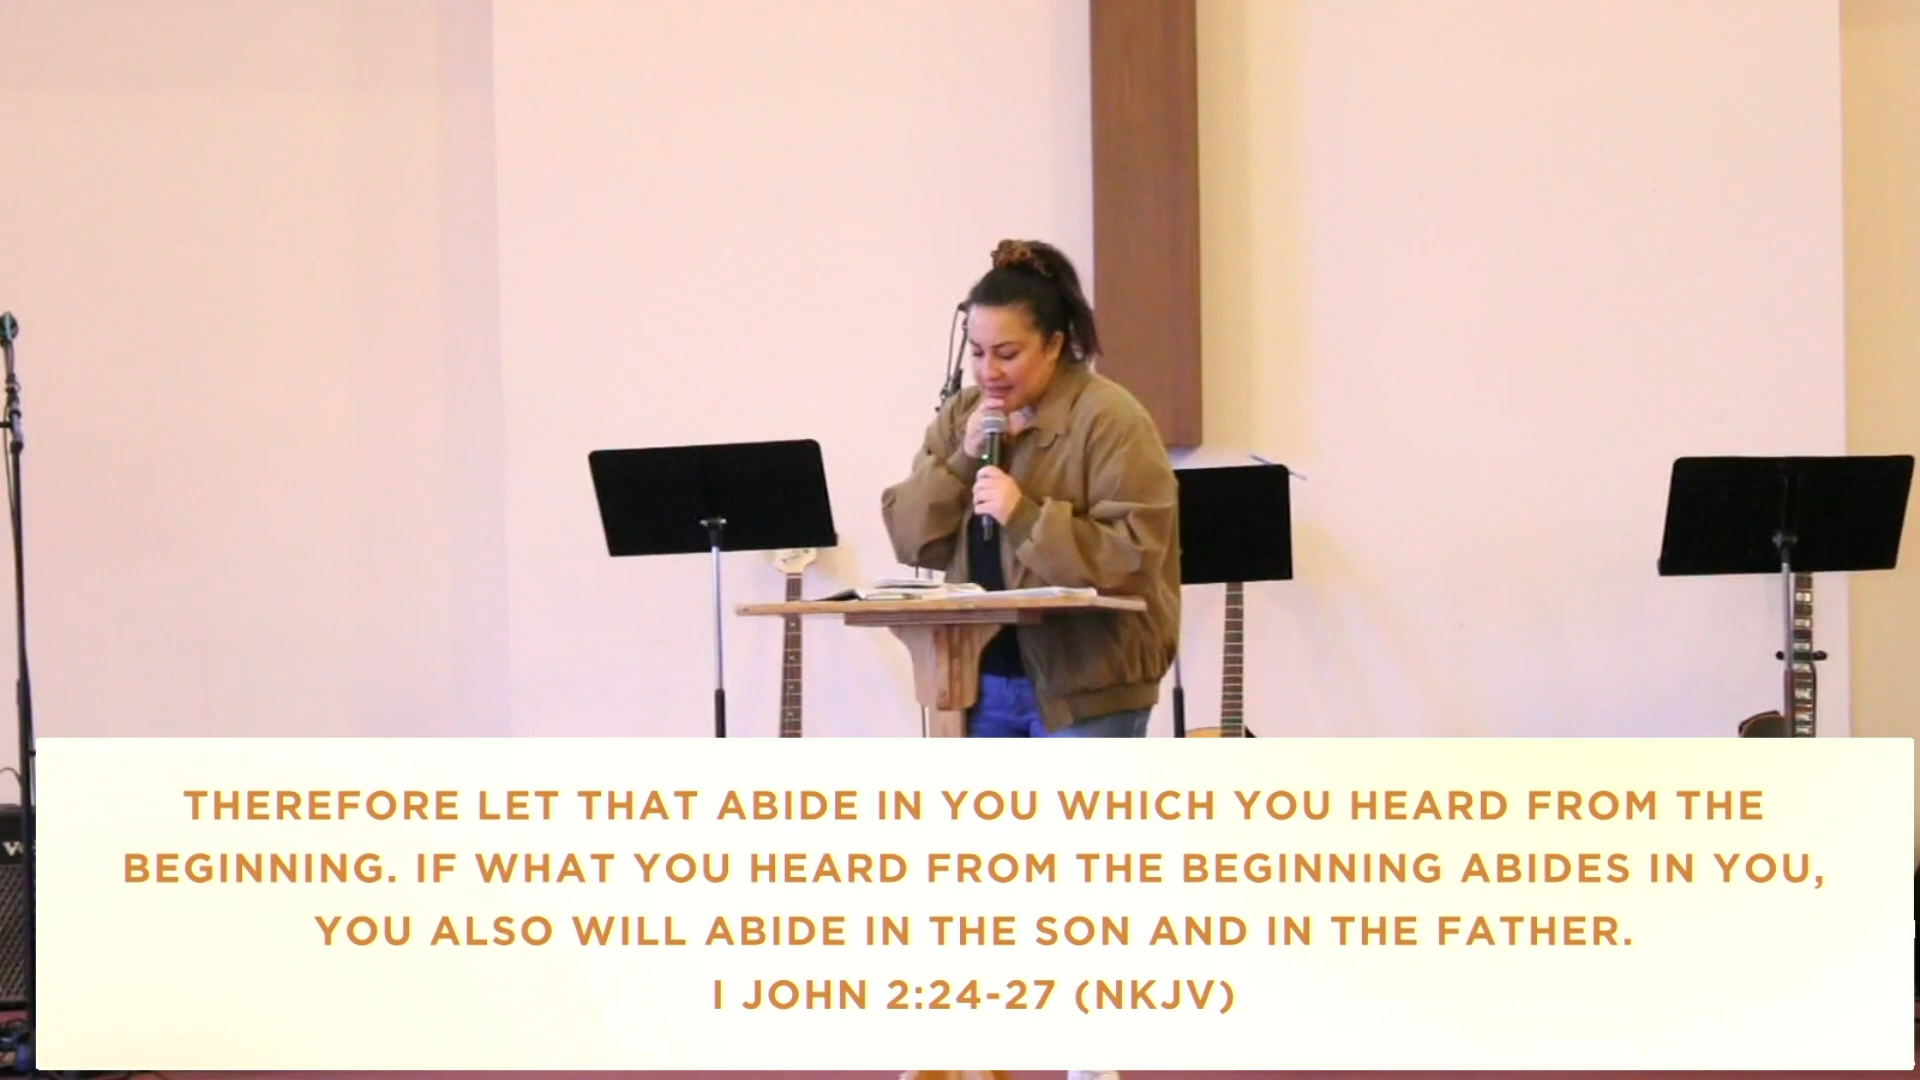 THEREFORE LET THAT ABIDE IN YOU WHICH YOU HEARD FROM THE
BEGINNING. IF WHAT YOU HEARD FROM THE BEGINNING ABIDES IN YOU,
YOU ALSO WILL ABIDE IN THE SON AND IN THE FATHER.
I JOHN 2:24-27 (NKJV)